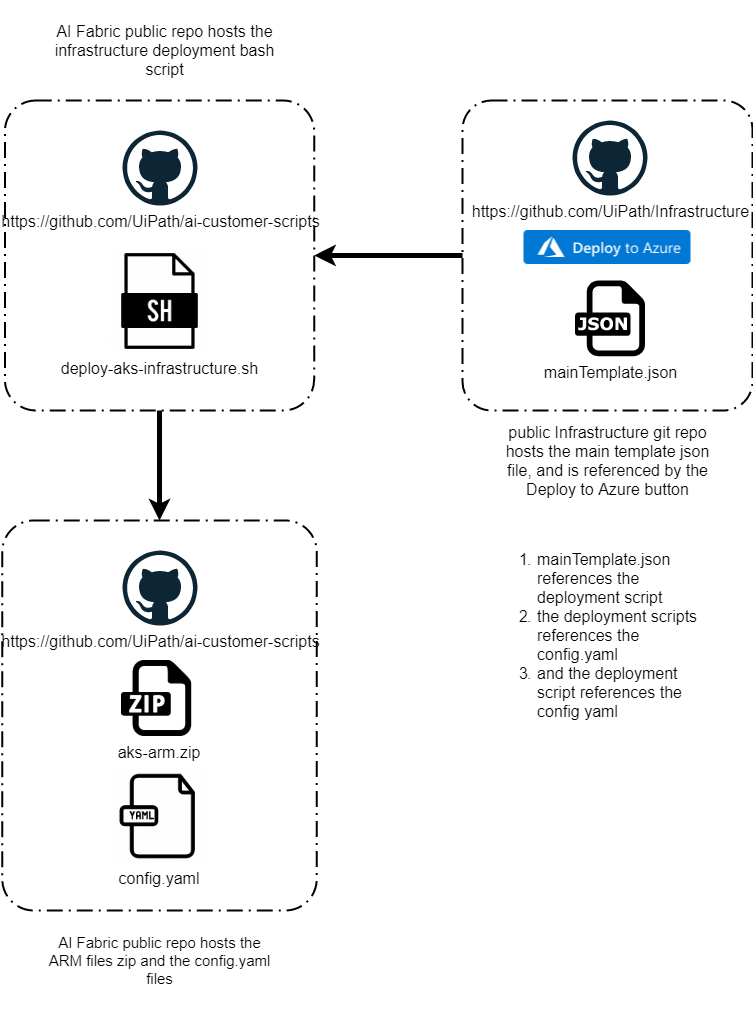 AI Fabric public repo hosts the
infrastructure deployment bash
script
https://github.com/UiPath/ai-customer-scripts
SH
deploy-aks-infrastructure.sh
https://github.com/UiPath/Infrastructure
Deploy to Azure
JSON
mainTemplate.json
public Infrastructure git repo
hosts the main template json
file, and is referenced by the
Deploy to Azure button
1. mainTemplate.json
references the
deployment script
2. the deployment scripts
references the
config.yaml
3. and the deployment
script references the
config yaml
https://github.com/UiPath/ai-customer-scripts
ZIP
aks-arm.zip
YAML
config.yaml
AI Fabric public repo hosts the
ARM files zip and the config.yaml
files